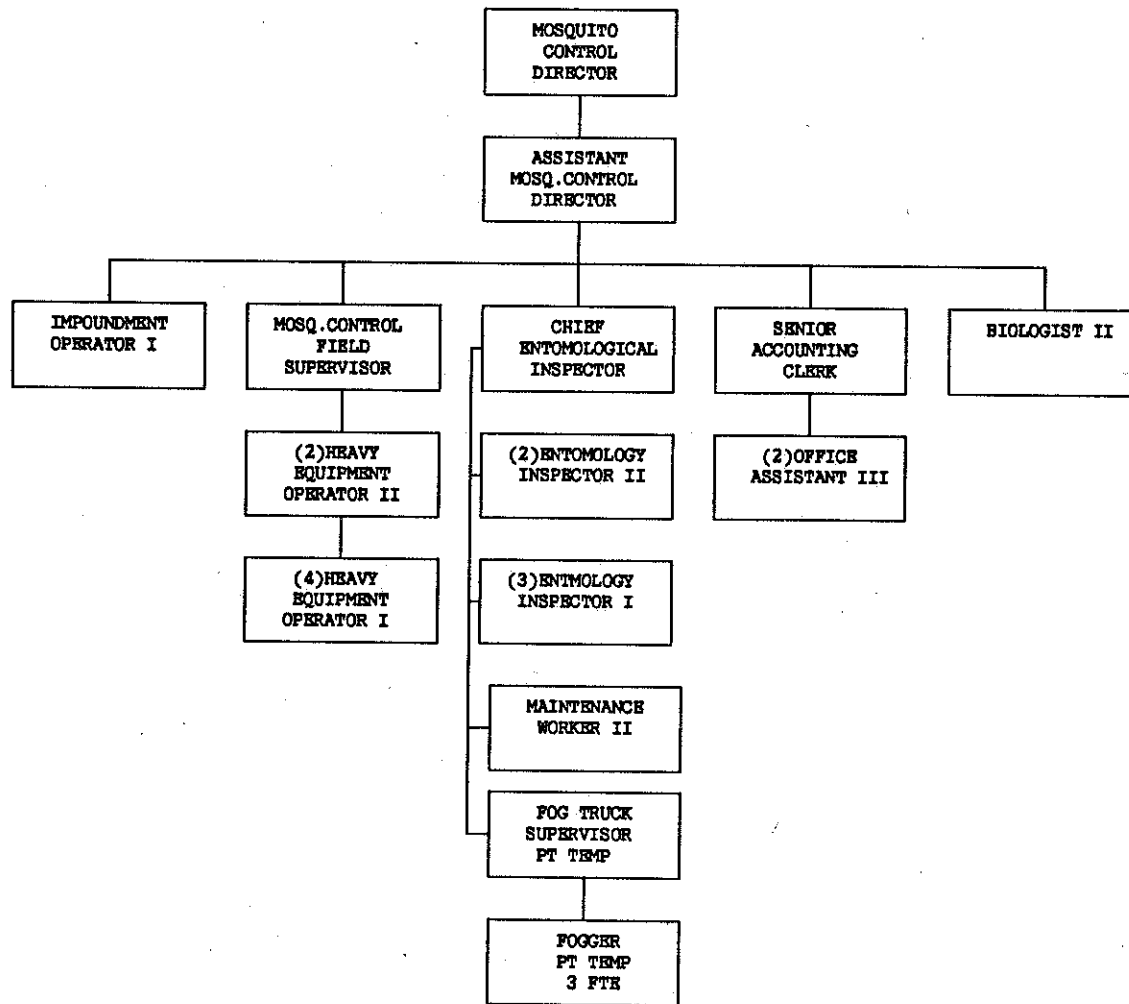 MOSQUITO
CONTROL
DIRECTOR
ASSISTANT
MOSQ.CONTROL
DIRECTOR
IMPOUNDMENT
OPERATOR I
MOSQ.CONTROL
FIELD
SUPERVISOR
CHIEF
ENTOMOLOGICAL
INSPECTOR
SENIOR
ACCOUNTING
CLERK
BIOLOGIST II
(2)HEAVY
EQUIPMENT
OPERATOR II
(2)ENTOMOLOGY
INSPECTOR II
(2)OFFICE
ASSISTANT III
(4)HEAVY
EQUIPMENT
OPERATOR I
(3)ENTMOLOGY
INSPECTOR I
MAINTENANCE
WORKER II
FOG TRUCK
SUPERVISOR
PT TEMP
FOGGER
PT TEMP
3 FTE